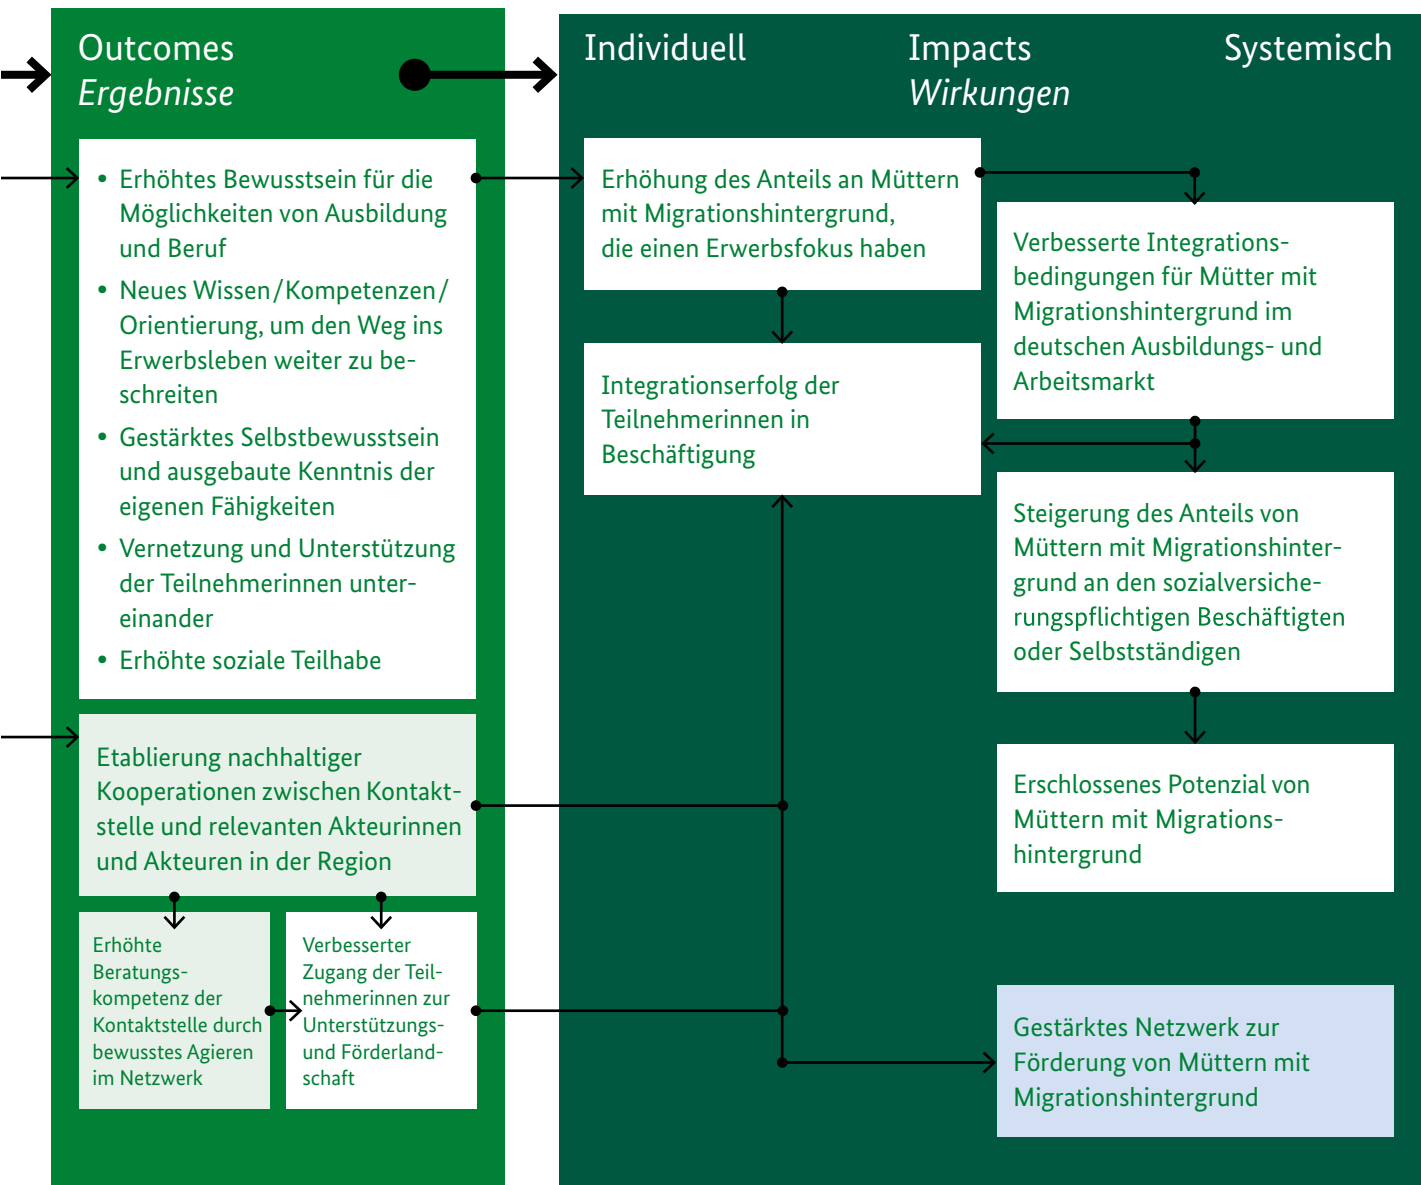 Outcomes
Ergebnisse
Individuell
Impacts
Wirkungen
Systemisch
• Erhöhtes Bewusstsein für die
Möglichkeiten von Ausbildung
und Beruf
• Neues Wissen/Kompetenzen/
Orientierung, um den Weg ins
Erwerbsleben weiter zu be-
schreiten
• Gestärktes Selbstbewusstsein
und ausgebaute Kenntnis der
eigenen Fähigkeiten
• Vernetzung und Unterstützung
der Teilnehmerinnen unter-
einander
• Erhöhte soziale Teilhabe
Etablierung nachhaltiger
Kooperationen zwischen Kontakt-
stelle und relevanten Akteurinnen
und Akteuren in der Region
Erhöhte
Beratungs-
kompetenz der
Kontaktstelle durch
bewusstes Agieren
im Netzwerk
Verbesserter
Zugang der Teil-
nehmerinnen zur
Unterstützungs-
und Förderland-
schaft
Erhöhung des Anteils an Müttern
mit Migrationshintergrund,
die einen Erwerbsfokus haben
Integrationserfolg der
Teilnehmerinnen in
Beschäftigung
Verbesserte Integrations-
bedingungen für Mütter mit
Migrationshintergrund im
deutschen Ausbildungs- und
Arbeitsmarkt
Steigerung des Anteils von
Müttern mit Migrationshinter-
grund an den sozialversiche-
rungspflichtigen Beschäftigten
oder Selbstständigen
Erschlossenes Potenzial von
Müttern mit Migrations-
hintergrund
Gestärktes Netzwerk zur
Förderung von Müttern mit
Migrationshintergrund